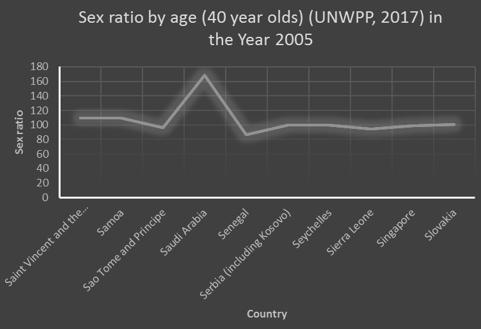 Sex ratio by age (40 year olds) (UNWPP, 2017) in
the Year 2005
180
160
140
120
100
80
60
40
20
0
Sex ratio
Saint Vincent and the...
Samoa
Sao Tome and Principe
Saudi Arabia
Senegal
Serbia (including Kosovo)
Seychelles
Sierra Leone
Singapore
Slovakia
Country